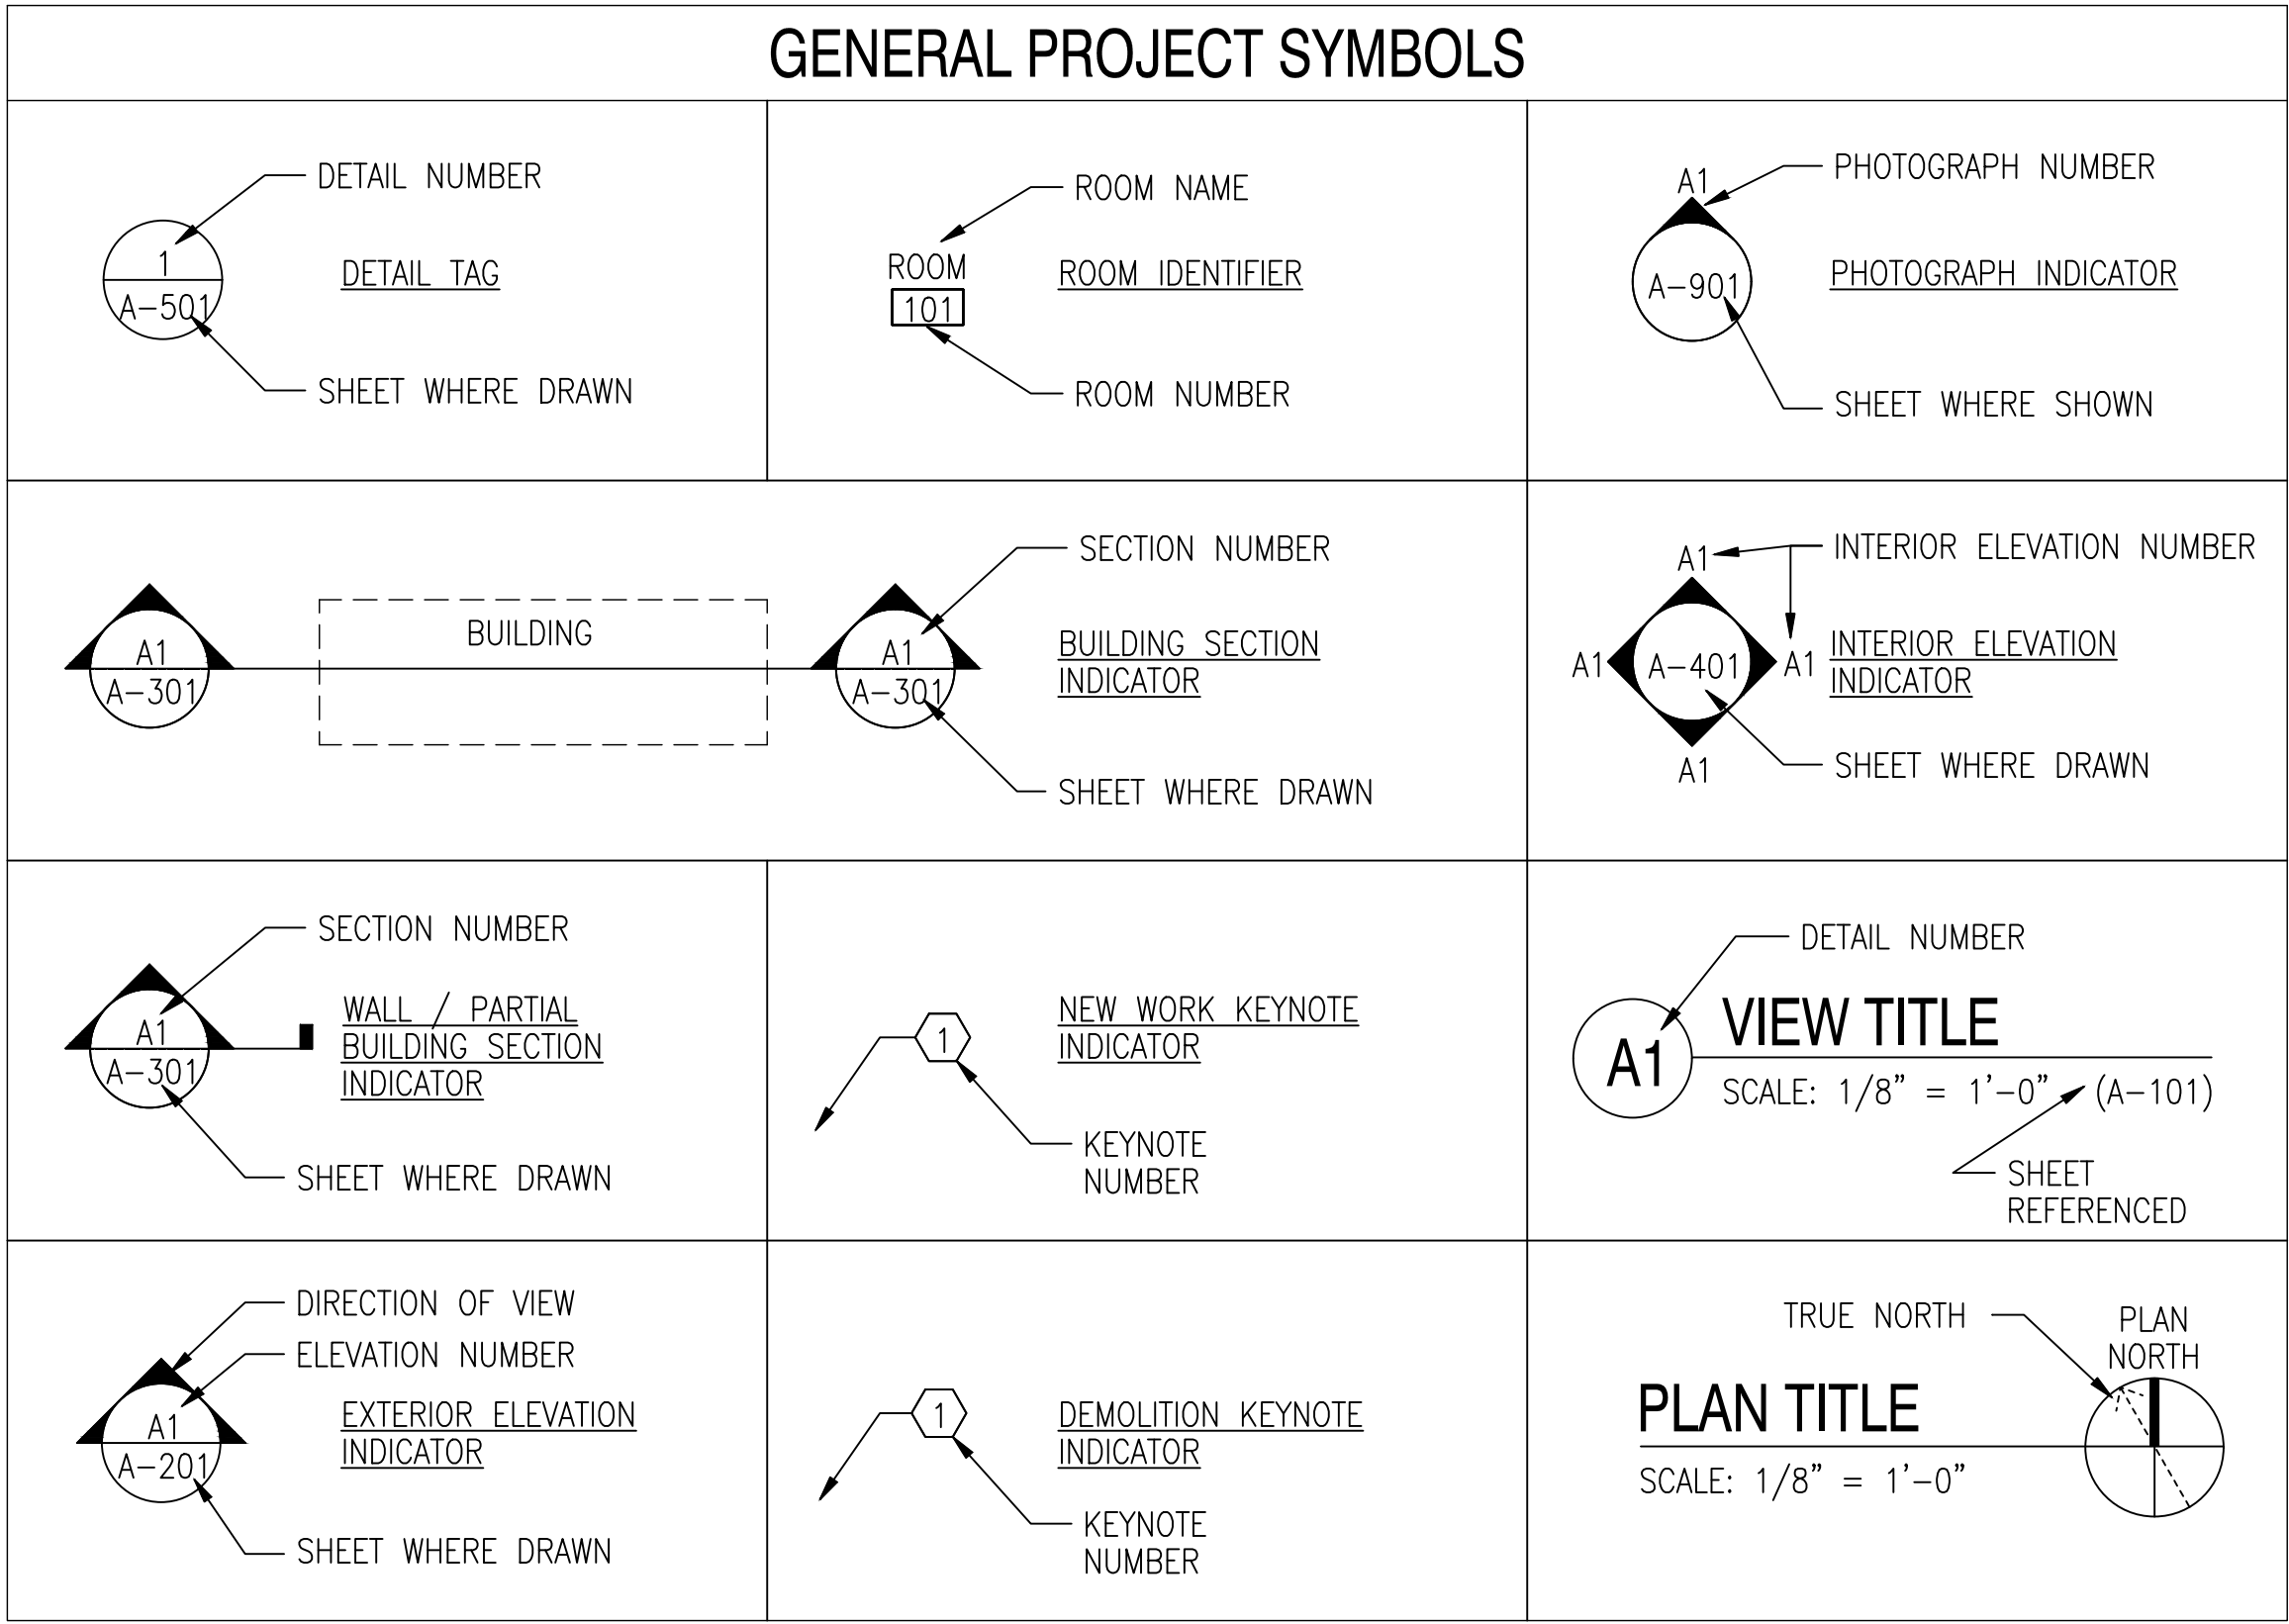 GENERAL PROJECT SYMBOLS
DETAIL NUMBER
1
A-501
DETAIL TAG
SHEET WHERE DRAWN
ROOM NAME
ROOM
101
ROOM IDENTIFIER
ROOM NUMBER
A1
PHOTOGRAPH NUMBER
A-901
PHOTOGRAPH INDICATOR
SHEET WHERE SHOWN
A1
A-301
BUILDING
A1
A-301
SECTION NUMBER
BUILDING SECTION
INDICATOR
SHEET WHERE DRAWN
INTERIOR ELEVATION NUMBER
A1
A1
A-401
A1
INTERIOR ELEVATION
INDICATOR
SHEET WHERE DRAWN
A1
SECTION NUMBER
A1
A-301
WALL / PARTIAL
BUILDING SECTION
INDICATOR
SHEET WHERE DRAWN
1
NEW WORK KEYNOTE
INDICATOR
KEYNOTE
NUMBER
DETAIL NUMBER
A1
VIEW TITLE
SCALE: 1/8" = 1'-0" (A-101)
SHEET
REFERENCED
DIRECTION OF VIEW
ELEVATION NUMBER
A1
A-201
EXTERIOR ELEVATION
INDICATOR
SHEET WHERE DRAWN
1
DEMOLITION KEYNOTE
INDICATOR
KEYNOTE
NUMBER
TRUE NORTH
PLAN
NORTH
PLAN TITLE
SCALE: 1/8" = 1'-0"